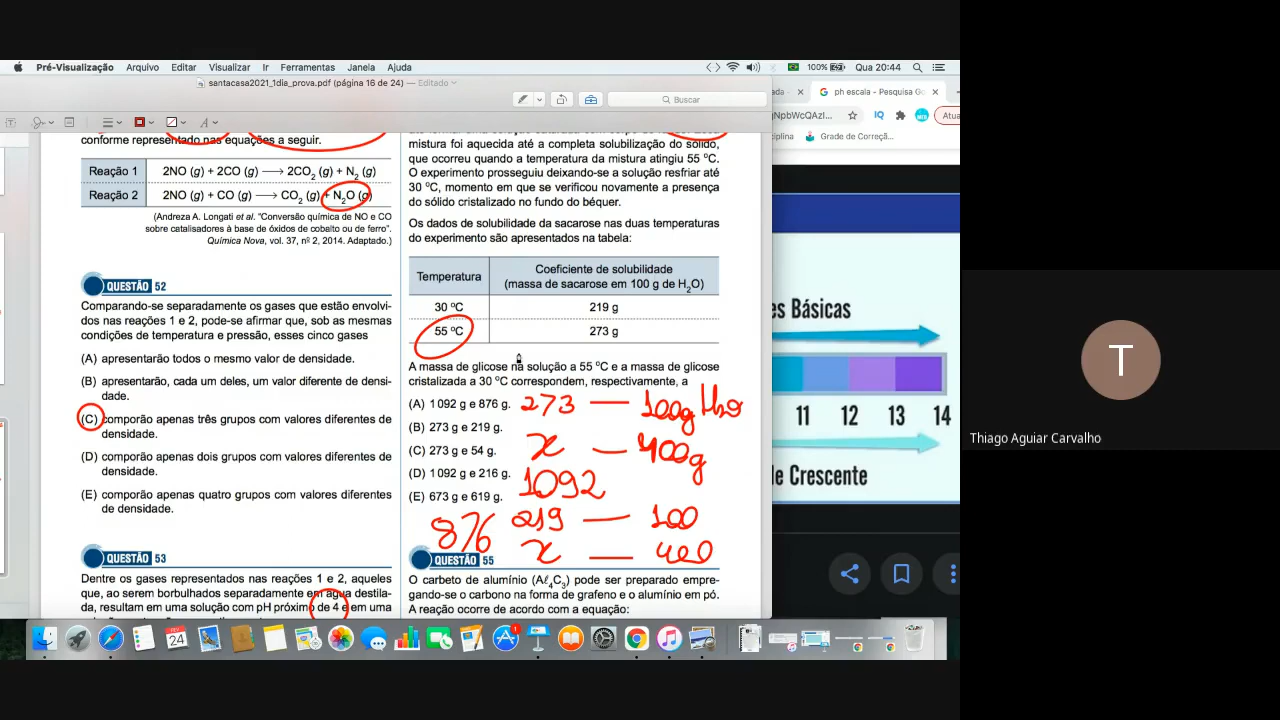 Pré-Visualização Arquivo Editar Visualizar Ir Ferramentas Janela Ajuda
100% Qua 20:44
santacasa2021_1dia_prova.pdf (página 16 de 24) — Editado
Buscar
conforme representado nas equações a seguir.
Reação 1 2NO (g) + 2CO (g) ⟶ 2CO₂ (g) + N₂ (g)
Reação 2 2NO (g) + CO (g) ⟶ CO₂ (g) + N₂O (g)
(Andreza A. Longati et al. “Conversão química de NO e CO
sobre catalisadores à base de óxidos de cobalto ou de ferro”.
Química Nova, vol. 37, nº 2, 2014. Adaptado.)
QUESTÃO 52
Comparando-se separadamente os gases que estão envolvi-
dos nas reações 1 e 2, pode-se afirmar que, sob as mesmas
condições de temperatura e pressão, esses cinco gases
(A) apresentarão todos o mesmo valor de densidade.
(B) apresentarão, cada um deles, um valor diferente de densi-
dade.
(C) comporão apenas três grupos com valores diferentes de
densidade.
(D) comporão apenas dois grupos com valores diferentes de
densidade.
(E) comporão apenas quatro grupos com valores diferentes
de densidade.
QUESTÃO 53
Dentre os gases representados nas reações 1 e 2, aqueles
que, ao serem borbulhados separadamente em água destila-
da, resultam em uma solução com pH próximo de 4 e em uma
mistura foi aquecida até a completa solubilização do sólido,
que ocorreu quando a temperatura da mistura atingiu 55 ºC.
O experimento prosseguiu deixando-se a solução resfriar até
30 ºC, momento em que se verificou novamente a presença
do sólido cristalizado no fundo do béquer.
Os dados de solubilidade da sacarose nas duas temperaturas
do experimento são apresentados na tabela:
Temperatura Coeficiente de solubilidade
(massa de sacarose em 100 g de H₂O)
30 ºC 219 g
55 ºC 273 g
A massa de glicose na solução a 55 ºC e a massa de glicose
cristalizada a 30 ºC correspondem, respectivamente, a
(A) 1 092 g e 876 g.
(B) 273 g e 219 g.
(C) 273 g e 54 g.
(D) 1 092 g e 216 g.
(E) 673 g e 619 g.
273 — 100g H₂O
x — 400g
1092
876 219 — 100
x — 400
QUESTÃO 55
O carbeto de alumínio (Aℓ₄C₃) pode ser preparado empre-
gando-se o carbono na forma de grafeno e o alumínio em pó.
A reação ocorre de acordo com a equação:
ph escala - Pesquisa Go
NpbWcQAzI
Atua
Grade de Correçã...
es Básicas
11 12 13 14
de Crescente
FEV
24
T
Thiago Aguiar Carvalho